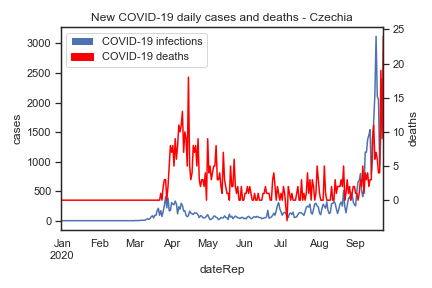 New COVID-19 daily cases and deaths - Czechia
COVID-19 infections
COVID-19 deaths
cases
3000
2500
2000
1500
1000
500
0
deaths
25
20
15
10
5
0
Jan Feb Mar Apr May Jun Jul Aug Sep
2020
dateRep